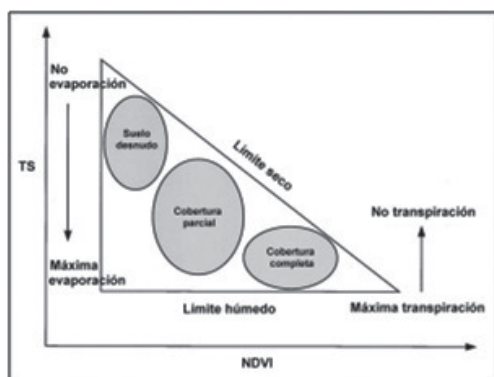 No
evaporación
Suelo
desnudo
Límite seco
TS
Cobertura
parcial
No transpiración
Cobertura
completa
Máxima
evaporación
Límite húmedo
Máxima transpiración
NDVI